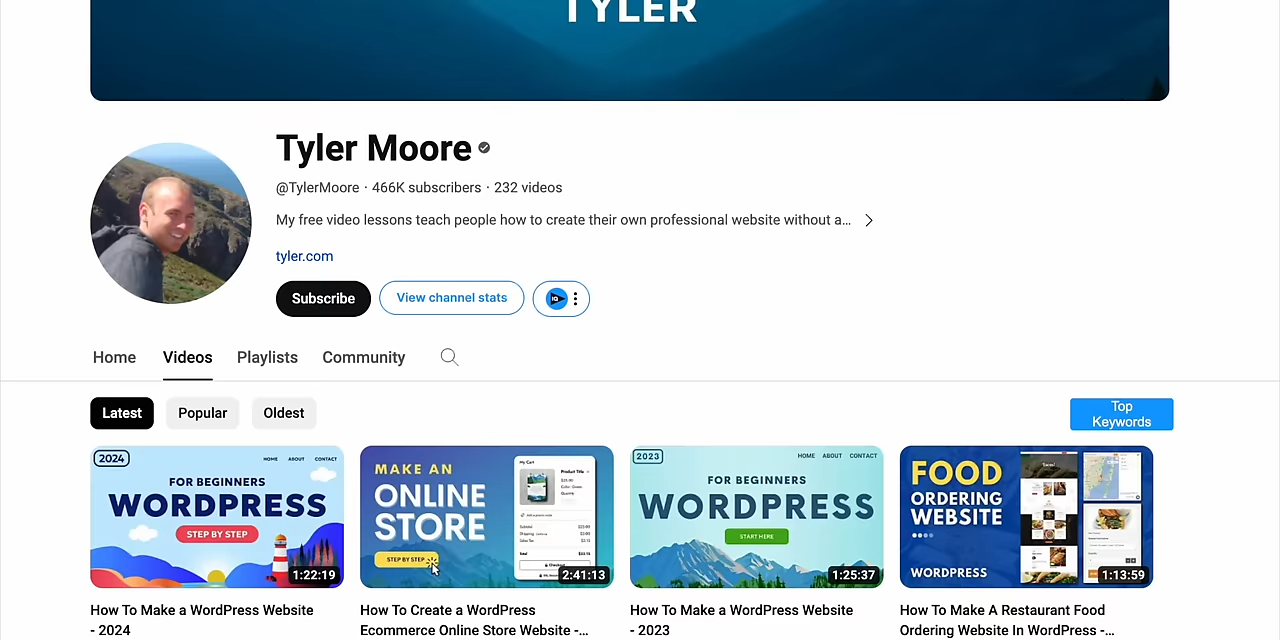 TYLER
Tyler Moore
@TylerMoore · 466K subscribers · 232 videos
My free video lessons teach people how to create their own professional website without a...
tyler.com
Subscribe
View channel stats
Home
Videos
Playlists
Community
Latest
Popular
Oldest
Top
Keywords
2024
HOME ABOUT CONTACT
FOR BEGINNERS
WORDPRESS
STEP BY STEP
1:22:19
MAKE AN
ONLINE
STORE
STEP BY STEP
My Cart
Product Title
Subtotal
Total
2:41:13
2023
HOME ABOUT CONTACT
FOR BEGINNERS
WORDPRESS
START HERE
1:25:37
FOOD
ORDERING
WEBSITE
WORDPRESS
1:13:59
How To Make a WordPress Website
- 2024
How To Create a WordPress
Ecommerce Online Store Website -...
How To Make a WordPress Website
- 2023
How To Make A Restaurant Food
Ordering Website In WordPress -...